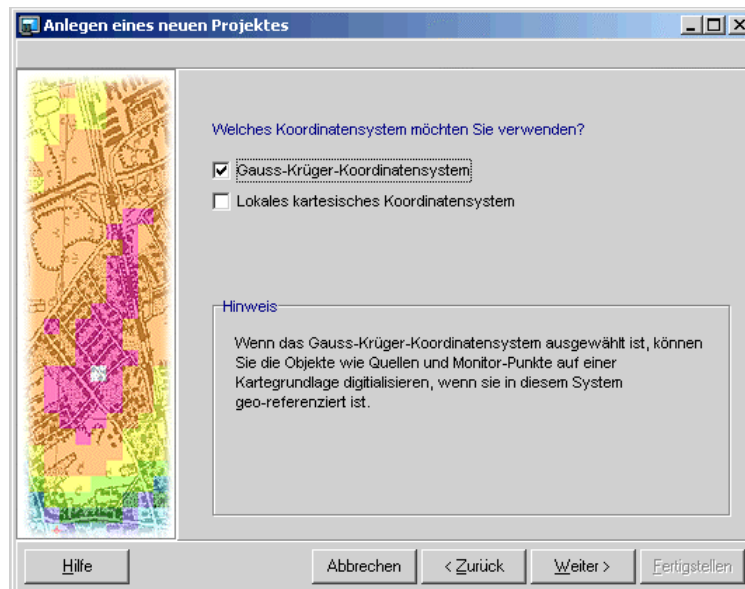 Anlegen eines neuen Projektes
Welches Koordinatensystem möchten Sie verwenden?
Gauss-Krüger-Koordinatensystem
Lokales kartesisches Koordinatensystem
Hinweis
Wenn das Gauss-Krüger-Koordinatensystem ausgewählt ist, können
Sie die Objekte wie Quellen und Monitor-Punkte auf einer
Kartegrundlage digitialisieren, wenn sie in diesem System
geo-referenziert ist.
Hilfe Abbrechen < Zurück Weiter > Fertigstellen